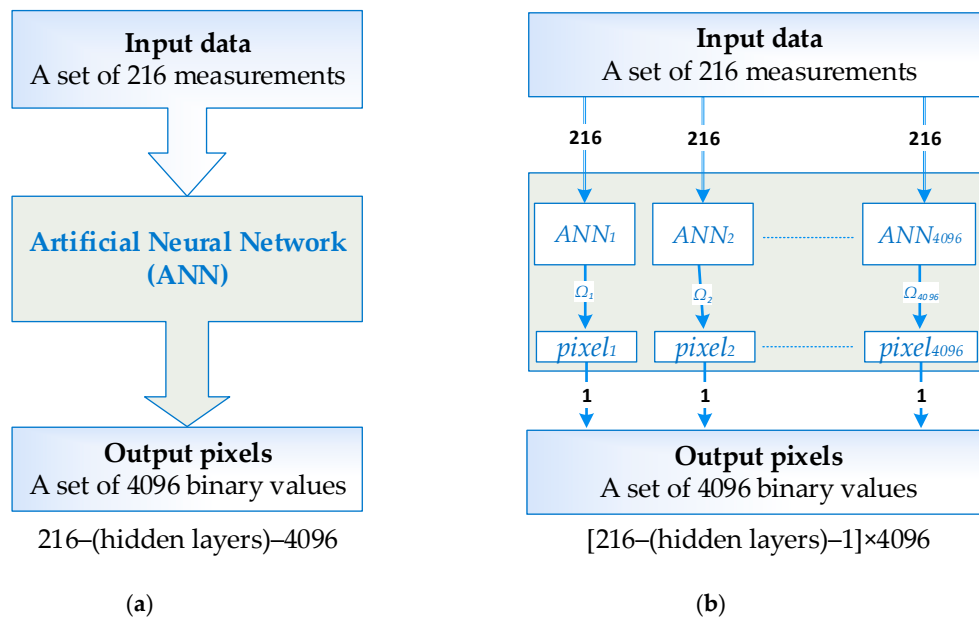 Input data
A set of 216 measurements
Artificial Neural Network
(ANN)
Output pixels
A set of 4096 binary values
216–(hidden layers)–4096
(a)
Input data
A set of 216 measurements
216 216 216
ANN1 ANN2 ANN4096
Ω1 Ω2 Ω4096
pixel1 pixel2 pixel4096
1 1 1
Output pixels
A set of 4096 binary values
[216–(hidden layers)–1]×4096
(b)